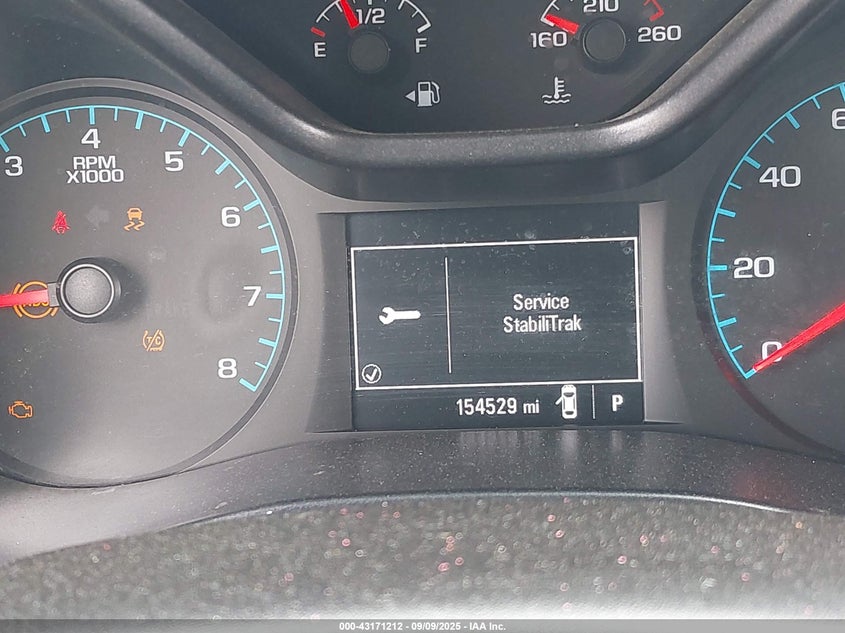 1/2
E F
210
160 260
3 4 5 6 7 8
RPM
X1000
ABS
T/C
Service
StabiliTrak
154529 mi
P
0 20 40
000-43171212 - 09/09/2025 - IAA Inc.